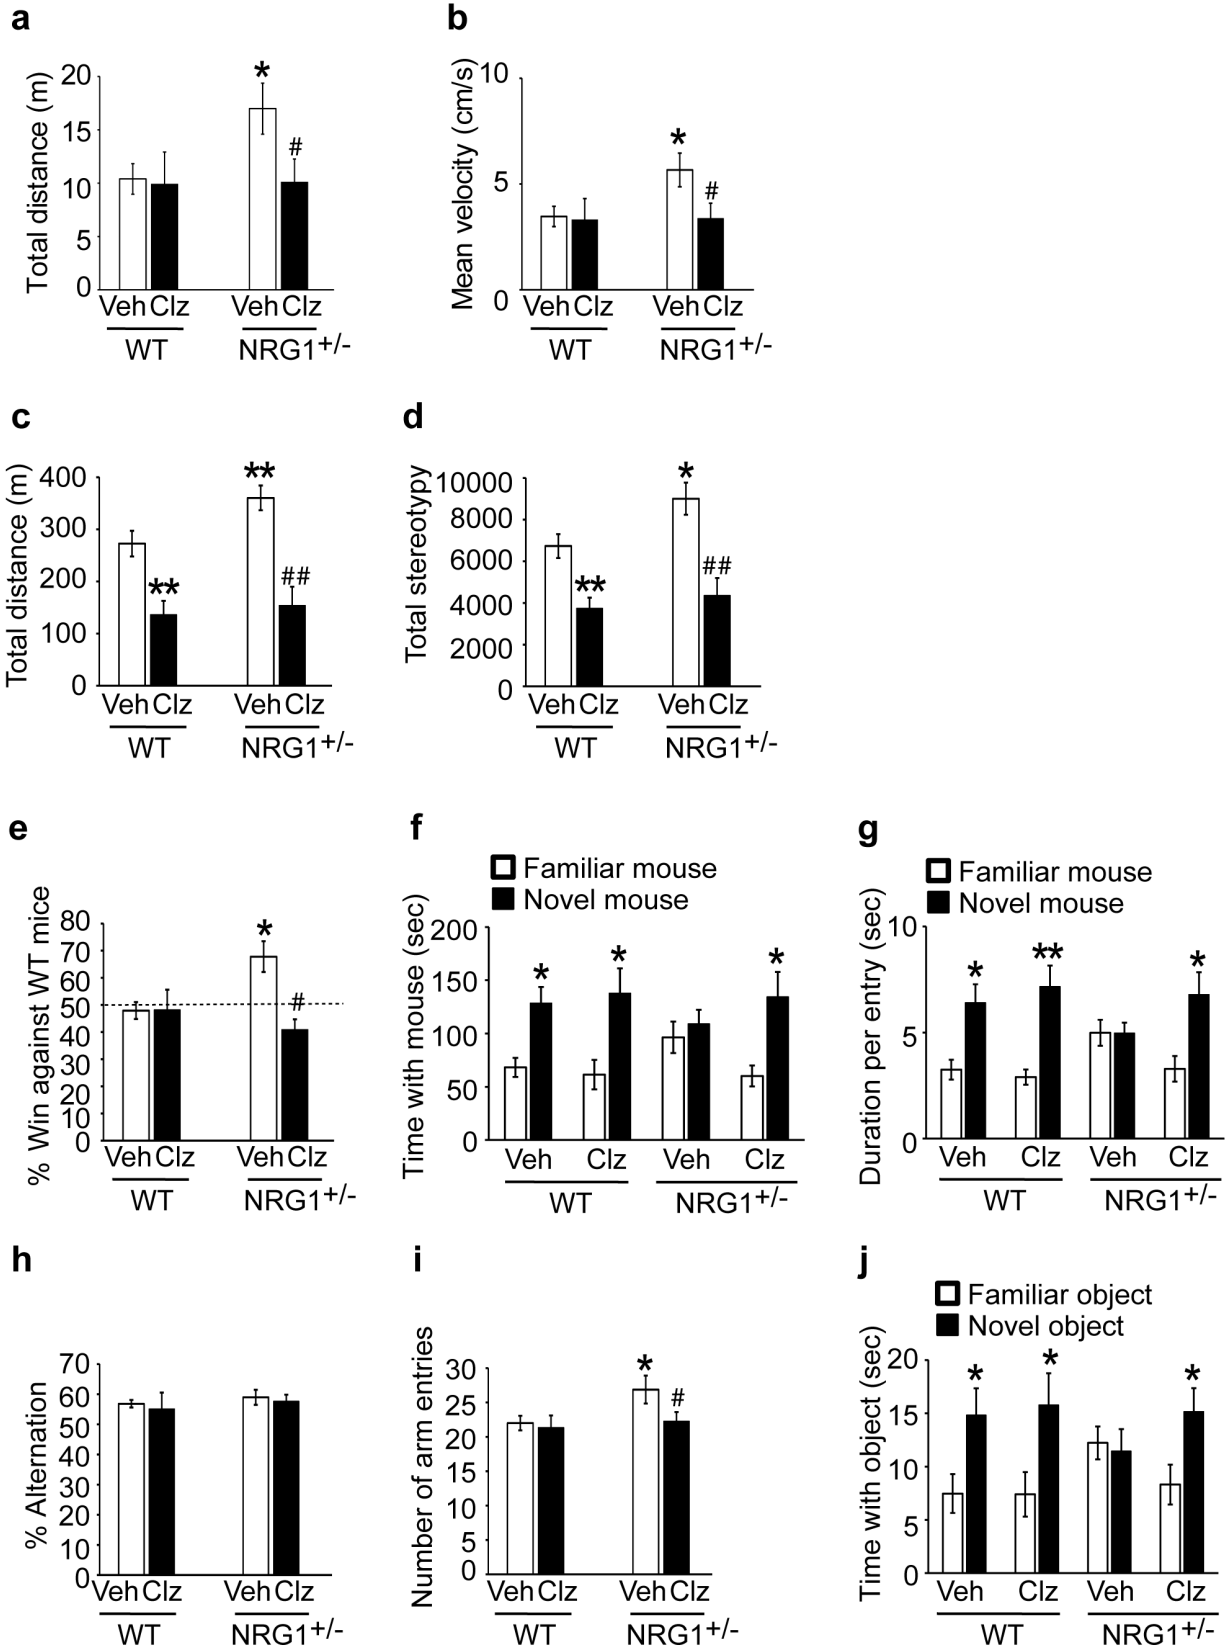 a
Total distance (m)
20
15
10
5
0
*
#
Veh Clz
Veh Clz
WT
NRG1+/-
b
Mean velocity (cm/s)
10
5
0
*
#
Veh Clz
Veh Clz
WT
NRG1+/-
c
Total distance (m)
400
300
200
100
0
**
**
##
Veh Clz
Veh Clz
WT
NRG1+/-
d
Total stereotypy
10000
8000
6000
4000
2000
0
**
*
##
Veh Clz
Veh Clz
WT
NRG1+/-
e
% Win against WT mice
80
70
60
50
40
30
20
10
0
*
#
Veh Clz
Veh Clz
WT
NRG1+/-
f
Familiar mouse
Novel mouse
Time with mouse (sec)
200
150
100
50
0
*
*
*
Veh
Clz
Veh
Clz
WT
NRG1+/-
g
Familiar mouse
Novel mouse
Duration per entry (sec)
10
5
0
*
**
*
Veh
Clz
Veh
Clz
WT
NRG1+/-
h
% Alternation
70
60
50
40
30
20
10
0
Veh Clz
Veh Clz
WT
NRG1+/-
i
Number of arm entries
30
25
20
15
10
5
0
*
#
Veh Clz
Veh Clz
WT
NRG1+/-
j
Familiar object
Novel object
Time with object (sec)
20
15
10
5
0
*
*
*
Veh
Clz
Veh
Clz
WT
NRG1+/-